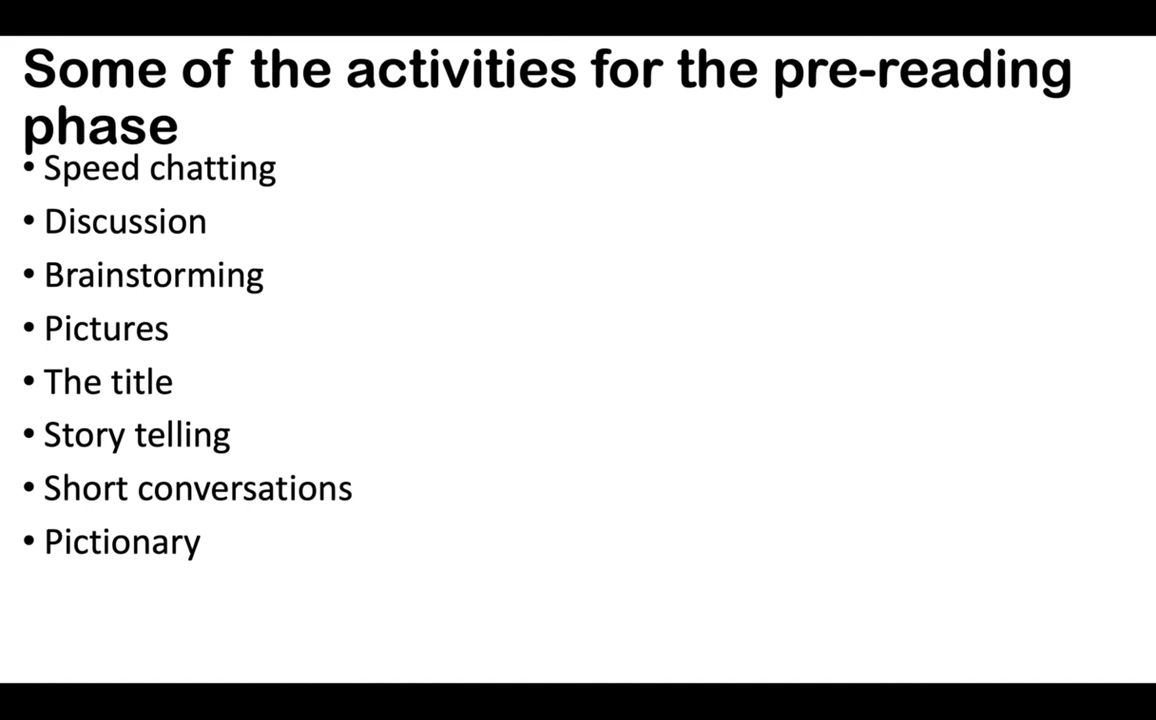 Some of the activities for the pre-reading
phase
• Speed chatting
• Discussion
• Brainstorming
• Pictures
• The title
• Story telling
• Short conversations
• Pictionary